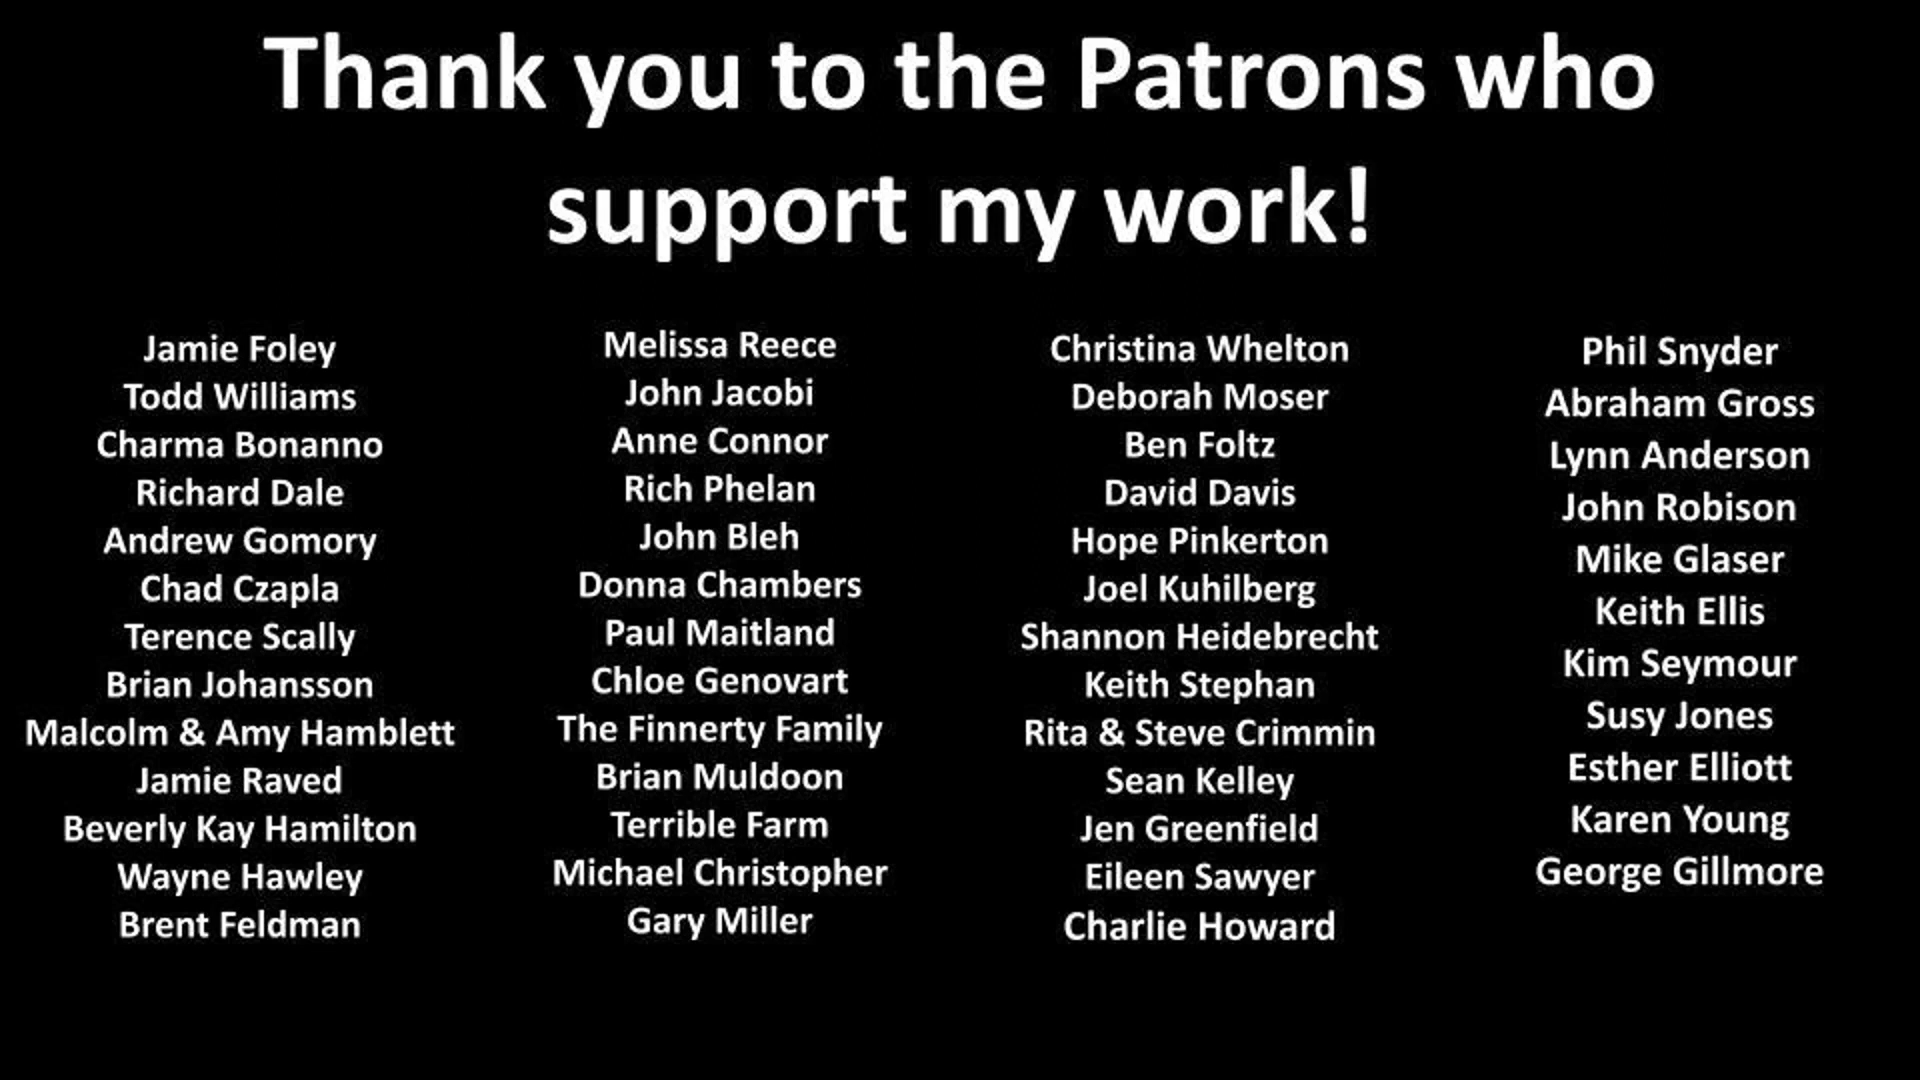 Thank you to the Patrons who
support my work!
Jamie Foley
Todd Williams
Charma Bonanno
Richard Dale
Andrew Gomory
Chad Czapla
Terence Scally
Brian Johansson
Malcolm & Amy Hamblett
Jamie Raved
Beverly Kay Hamilton
Wayne Hawley
Brent Feldman
Melissa Reece
John Jacobi
Anne Connor
Rich Phelan
John Bleh
Donna Chambers
Paul Maitland
Chloe Genovart
The Finnerty Family
Brian Muldoon
Terrible Farm
Michael Christopher
Gary Miller
Christina Whelton
Deborah Moser
Ben Foltz
David Davis
Hope Pinkerton
Joel Kuhilberg
Shannon Heidebrecht
Keith Stephan
Rita & Steve Crimmin
Sean Kelley
Jen Greenfield
Eileen Sawyer
Charlie Howard
Phil Snyder
Abraham Gross
Lynn Anderson
John Robison
Mike Glaser
Keith Ellis
Kim Seymour
Susy Jones
Esther Elliott
Karen Young
George Gillmore